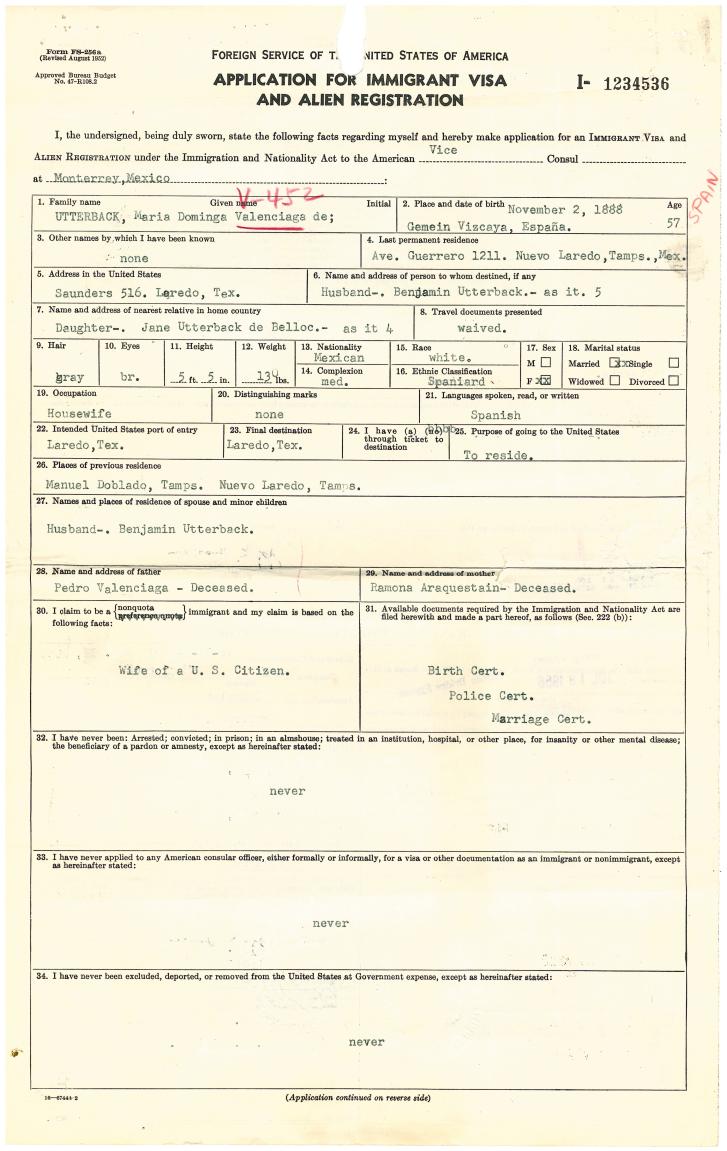 Form FS-256a
(Revised August 1952)
Approved Bureau Budget
No. 47-R108.2
FOREIGN SERVICE OF T UNITED STATES OF AMERICA
APPLICATION FOR IMMIGRANT VISA
AND ALIEN REGISTRATION
I- 1234536
I, the undersigned, being duly sworn, state the following facts regarding myself and hereby make application for an IMMIGRANT VISA and
ALIEN REGISTRATION under the Immigration and Nationality Act to the American Vice Consul
at Monterrey,Mexico :
V-452
SPAIN
1. Family name Given name Initial
UTTERBACK, Maria Dominga Valenciaga de;
2. Place and date of birth November 2, 1888 Age
Gemein Vizcaya, España. 57
3. Other names by which I have been known
none
4. Last permanent residence
Ave. Guerrero 1211. Nuevo Laredo,Tamps.,Mex.
5. Address in the United States
Saunders 516. Laredo, Tex.
6. Name and address of person to whom destined, if any
Husband-. Benjamin Utterback.- as it. 5
7. Name and address of nearest relative in home country
Daughter-. Jane Utterback de Belloc.- as it 4
8. Travel documents presented
waived.
9. Hair
gray
10. Eyes
br.
11. Height
5 ft. 5 in.
12. Weight
134 lbs.
13. Nationality
Mexican
14. Complexion
med.
15. Race
white.
16. Ethnic Classification
Spaniard
17. Sex
M
F xx
18. Marital status
Married xx Single
Widowed Divorced
19. Occupation
Housewife
20. Distinguishing marks
none
21. Languages spoken, read, or written
Spanish
22. Intended United States port of entry
Laredo,Tex.
23. Final destination
Laredo,Tex.
24. I have (a) (no)
through ticket to
destination
25. Purpose of going to the United States
To reside.
26. Places of previous residence
Manuel Doblado, Tamps. Nuevo Laredo, Tamps.
27. Names and places of residence of spouse and minor children
Husband-. Benjamin Utterback.
28. Name and address of father
Pedro Valenciaga - Deceased.
29. Name and address of mother
Ramona Araquestain- Deceased.
30. I claim to be a {nonquota preference quota} immigrant and my claim is based on the
following facts:
Wife of a U. S. Citizen.
31. Available documents required by the Immigration and Nationality Act are
filed herewith and made a part hereof, as follows (Sec. 222 (b)):
Birth Cert.
Police Cert.
Marriage Cert.
32. I have never been: Arrested; convicted; in prison; in an almshouse; treated in an institution, hospital, or other place, for insanity or other mental disease;
the beneficiary of a pardon or amnesty, except as hereinafter stated:
never
33. I have never applied to any American consular officer, either formally or informally, for a visa or other documentation as an immigrant or nonimmigrant, except
as hereinafter stated:
never
34. I have never been excluded, deported, or removed from the United States at Government expense, except as hereinafter stated:
never
16—67444-2
(Application continued on reverse side)